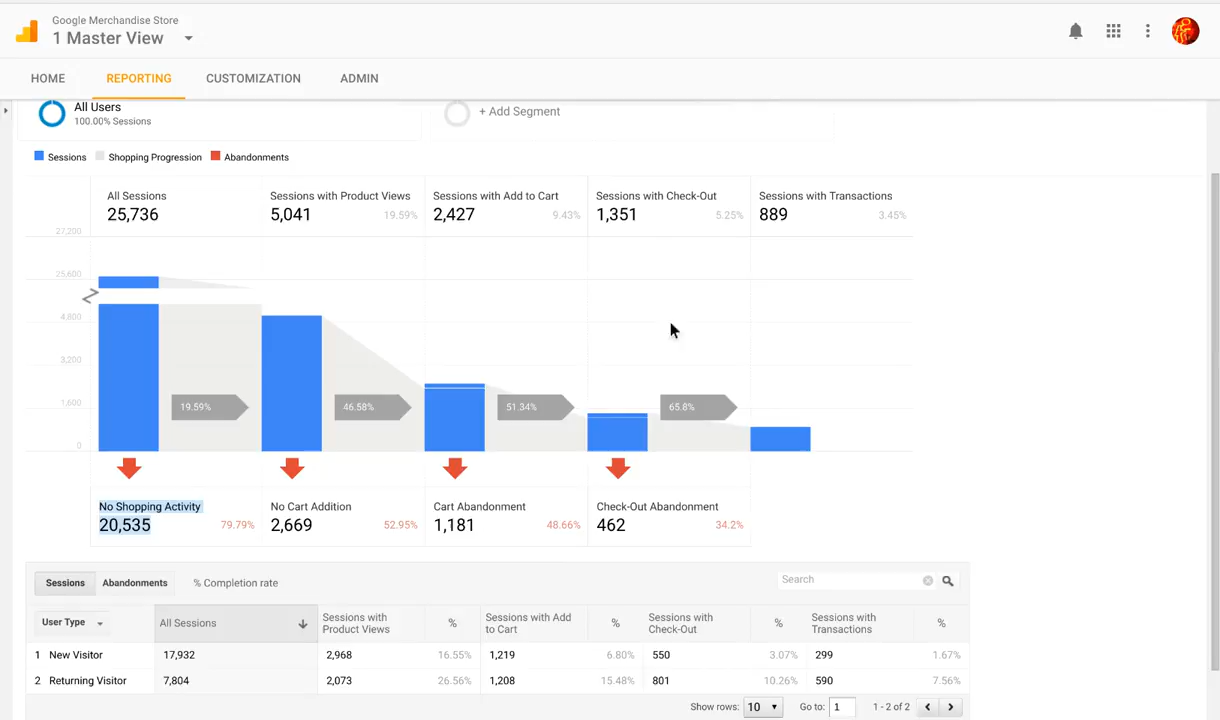 Google Merchandise Store
1 Master View
HOME REPORTING CUSTOMIZATION ADMIN
All Users
100.00% Sessions
+ Add Segment
Sessions Shopping Progression Abandonments
All Sessions Sessions with Product Views Sessions with Add to Cart Sessions with Check-Out Sessions with Transactions
25,736 5,041 19.59% 2,427 9.43% 1,351 5.25% 889 3.45%
27,200
25,600
4,800
3,200
1,600
0
19.59% 46.58% 51.34% 65.8%
No Shopping Activity No Cart Addition Cart Abandonment Check-Out Abandonment
20,535 79.79% 2,669 52.95% 1,181 48.66% 462 34.2%
Sessions Abandonments % Completion rate Search
User Type All Sessions Sessions with Product Views % Sessions with Add to Cart % Sessions with Check-Out % Sessions with Transactions %
1 New Visitor 17,932 2,968 16.55% 1,219 6.80% 550 3.07% 299 1.67%
2 Returning Visitor 7,804 2,073 26.56% 1,208 15.48% 801 10.26% 590 7.56%
Show rows: 10 Go to: 1 1 - 2 of 2